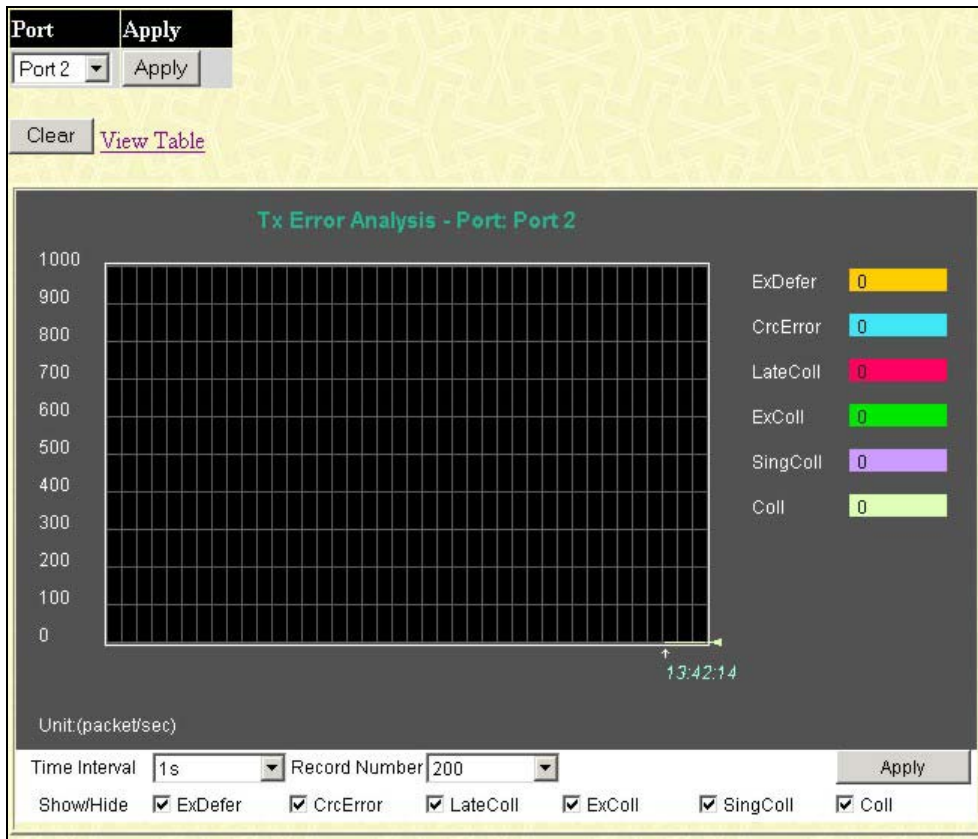 Port Apply
Port 2 Apply
Clear View Table
Tx Error Analysis - Port: Port 2
1000
900
800
700
600
500
400
300
200
100
0
ExDefer 0
CrcError 0
LateColl 0
ExColl 0
SingColl 0
Coll 0
13:42:14
Unit:(packet/sec)
Time Interval 1s Record Number 200 Apply
Show/Hide ExDefer CrcError LateColl ExColl SingColl Coll